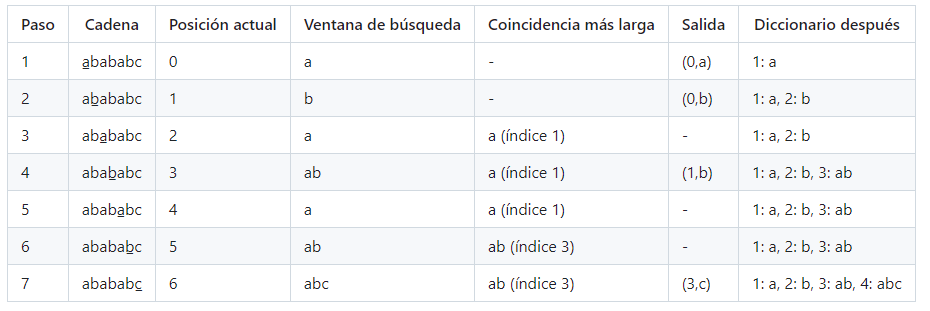 Paso Cadena Posición actual Ventana de búsqueda Coincidencia más larga Salida Diccionario después
1 abababc 0 a - (0,a) 1: a
2 abababc 1 b - (0,b) 1: a, 2: b
3 abababc 2 a a (índice 1) - 1: a, 2: b
4 abababc 3 ab a (índice 1) (1,b) 1: a, 2: b, 3: ab
5 abababc 4 a a (índice 1) - 1: a, 2: b, 3: ab
6 abababc 5 ab ab (índice 3) - 1: a, 2: b, 3: ab
7 abababc 6 abc ab (índice 3) (3,c) 1: a, 2: b, 3: ab, 4: abc